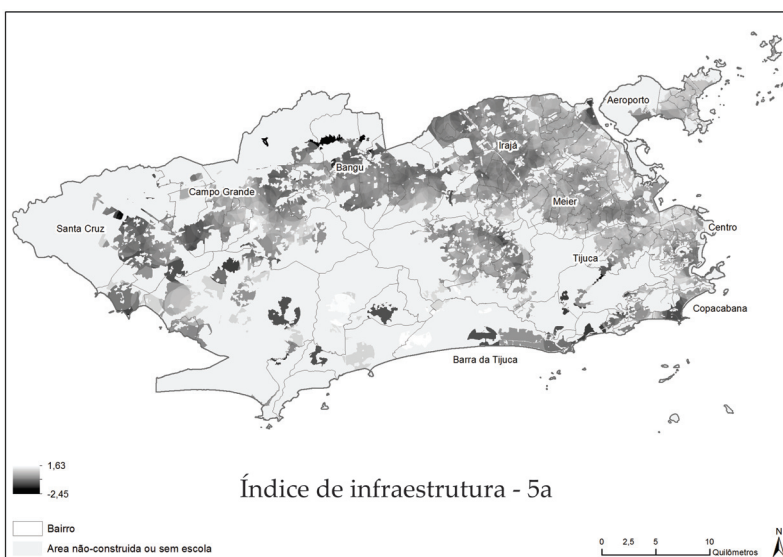 Aeroporto
Irajá
Bangu
Campo Grande
Meier
Santa Cruz
Centro
Tijuca
Copacabana
Barra da Tijuca
1,63
-2,45
Índice de infraestrutura - 5a
Bairro
Area não-construida ou sem escola
0 2,5 5 10
Quilômetros
N